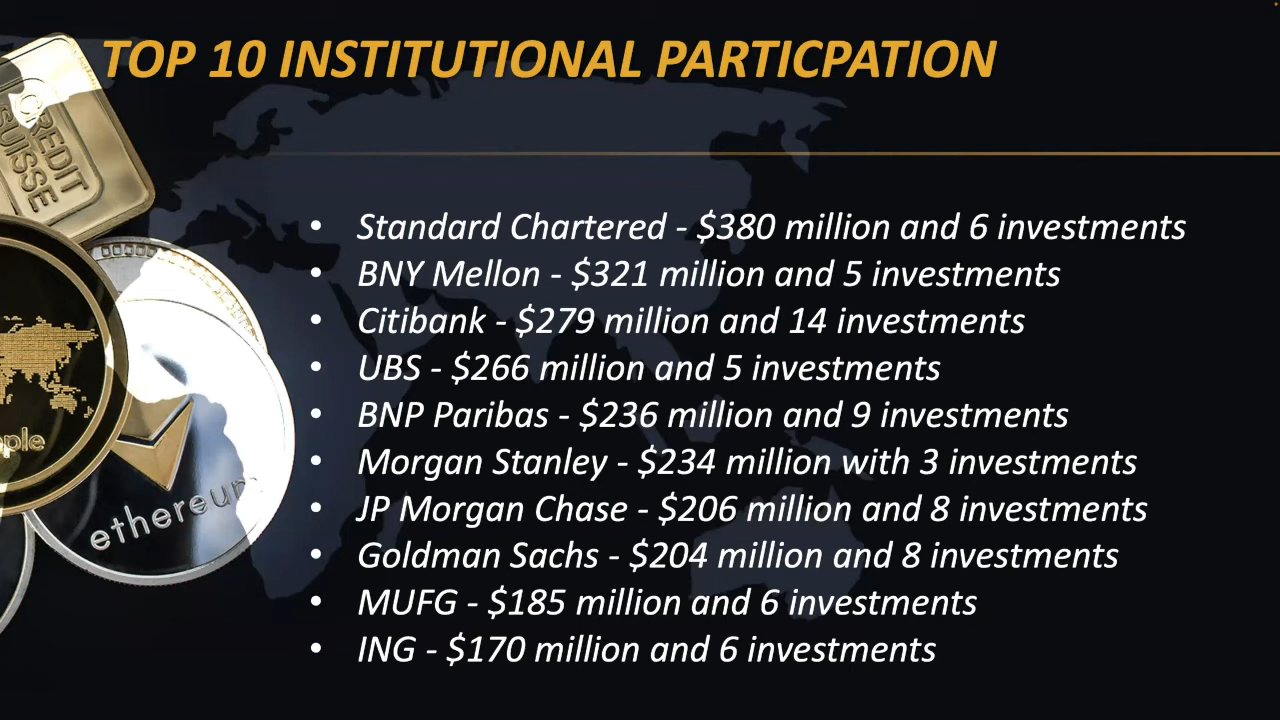 TOP 10 INSTITUTIONAL PARTICPATION
CREDIT
SUISSE
• Standard Chartered - $380 million and 6 investments
• BNY Mellon - $321 million and 5 investments
• Citibank - $279 million and 14 investments
• UBS - $266 million and 5 investments
• BNP Paribas - $236 million and 9 investments
• Morgan Stanley - $234 million with 3 investments
• JP Morgan Chase - $206 million and 8 investments
• Goldman Sachs - $204 million and 8 investments
• MUFG - $185 million and 6 investments
• ING - $170 million and 6 investments
pple
ethereum